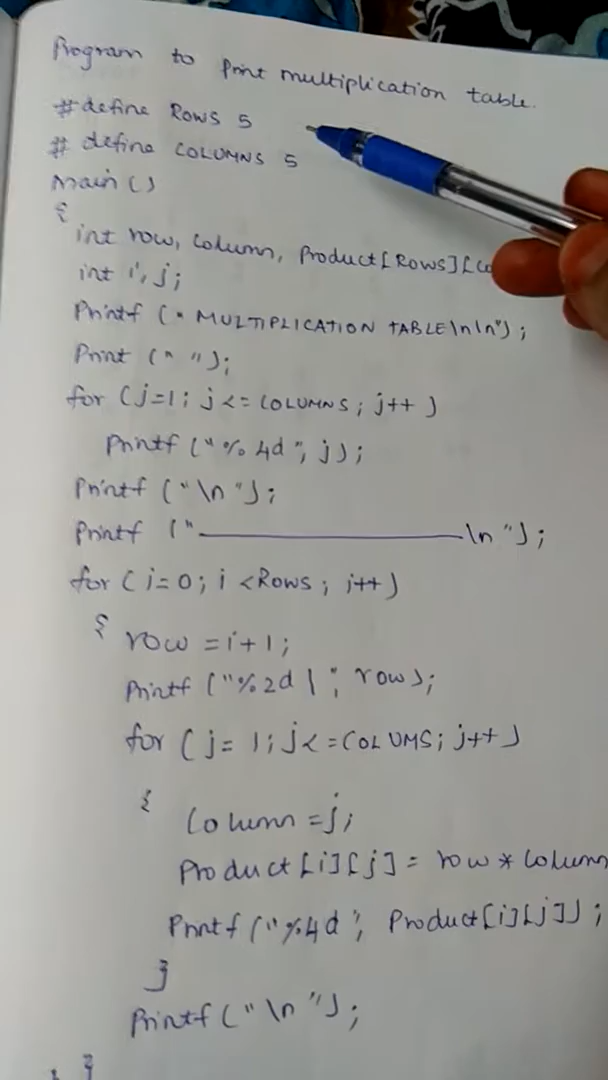 Program to Print multiplication table.
#define ROWS 5
# define COLUMNS 5
main ()
{
int row, column, Product[ROWS][Co
int i, j;
Printf (" MULTIPLICATION TABLE\n\n");
Print (" ");
for (j=1; j<= COLUMNS; j++)
Printf ("%4d", j);
Printf ("\n");
Printf ("—————————\n");
for (i=0; i<ROWS; i++)
{ row =i+1;
Printf ("%2d |", row);
for (j= 1; j<=COLUMS; j++)
{ Column =j;
Product[i][j]= row * Column
Printf ("%4d", Product[i][j]);
}
Printf ("\n");
}